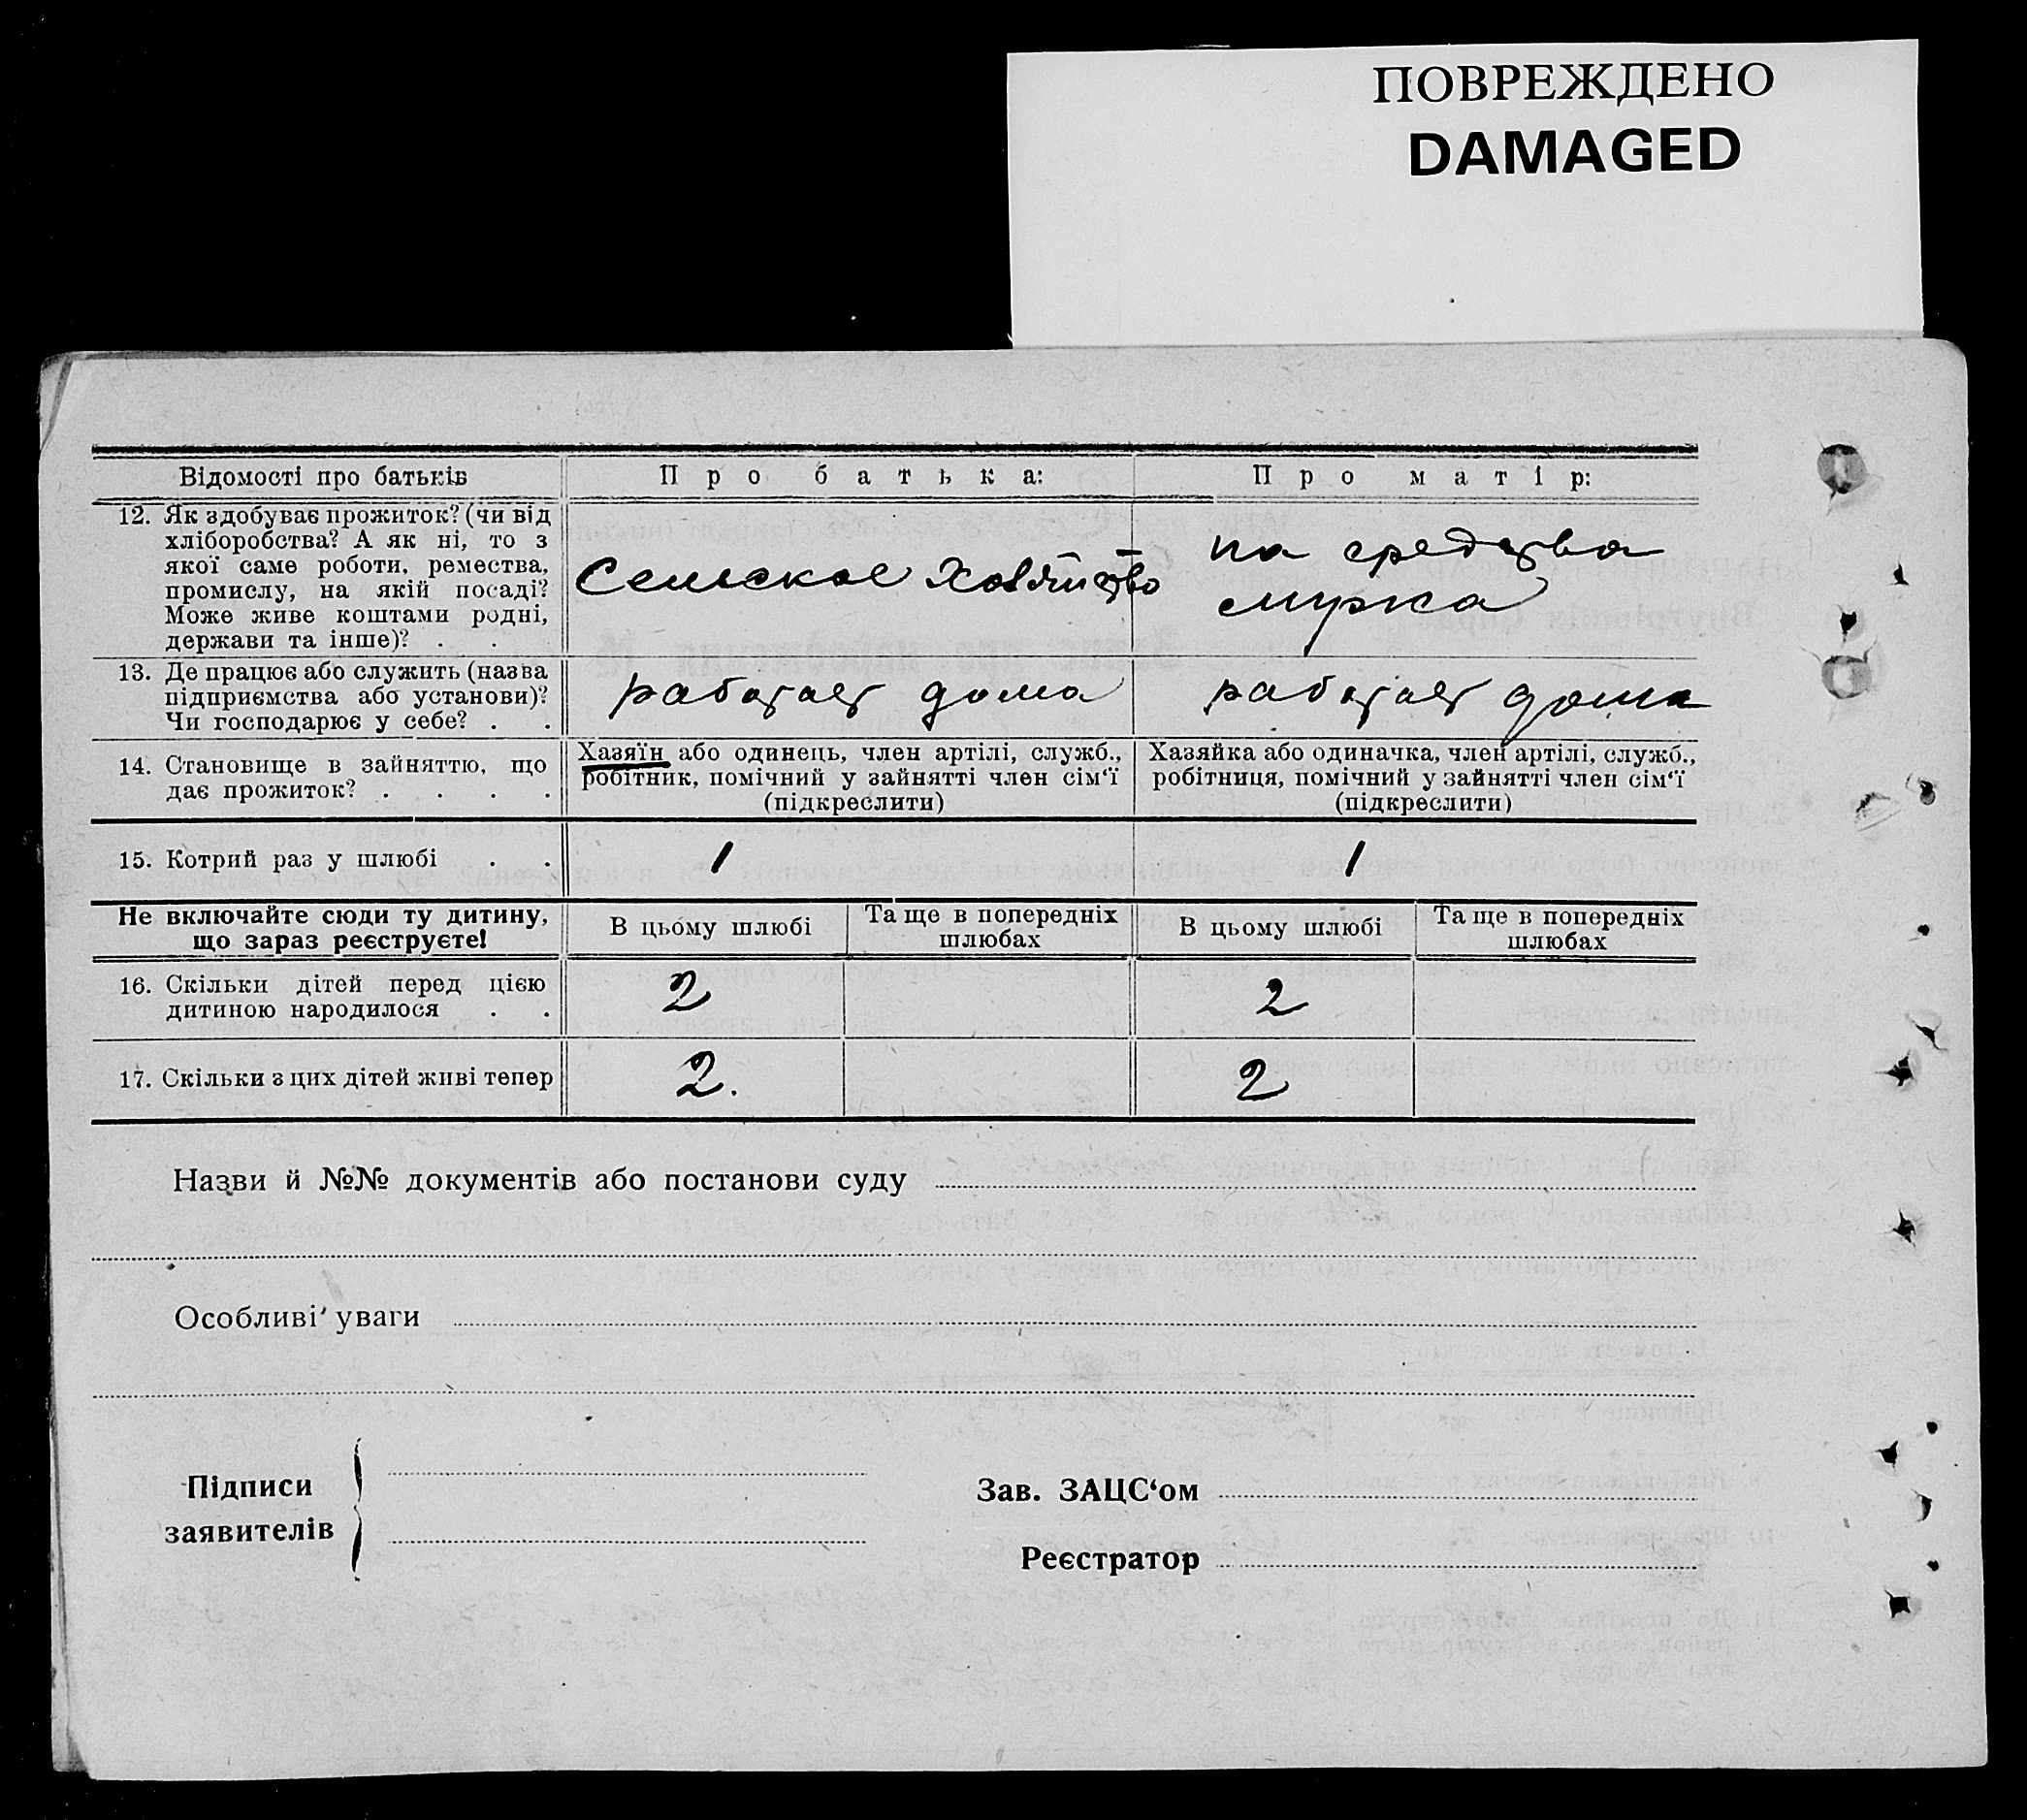 ПОВРЕЖДЕНО
DAMAGED
Відомості про батьків
Про батька:
Про матір:
12. Як здобуває прожиток? (чи від
хліборобства? А як ні, то з
якої саме роботи, ремества,
промислу, на якій посаді?
Може живе коштами родні,
держави та інше)? . .
Сельское хозяйство
на средства
мужа
13. Де працює або служить (назва
підприємства або установи)?
Чи господарює у себе? . .
работает дома
работает дома
14. Становище в зайняттю, що
дає прожиток? . . . .
Хазяїн або одинець, член артілі, служб.,
робітник, помічний у зайнятті член сім'ї
(підкреслити)
Хазяйка або одиначка, член артілі, служб.,
робітниця, помічний у зайнятті член сім'ї
(підкреслити)
15. Котрий раз у шлюбі . .
1
1
Не включайте сюди ту дитину,
що зараз реєструєте!
В цьому шлюбі
Та ще в попередніх
шлюбах
В цьому шлюбі
Та ще в попередніх
шлюбах
16. Скільки дітей перед цією
дитиною народилося . .
2
2
17. Скільки з цих дітей живі тепер
2.
2
Назви й №№ документів або постанови суду
Особливі уваги
Підписи
заявителів
Зав. ЗАЦС'ом
Реєстратор